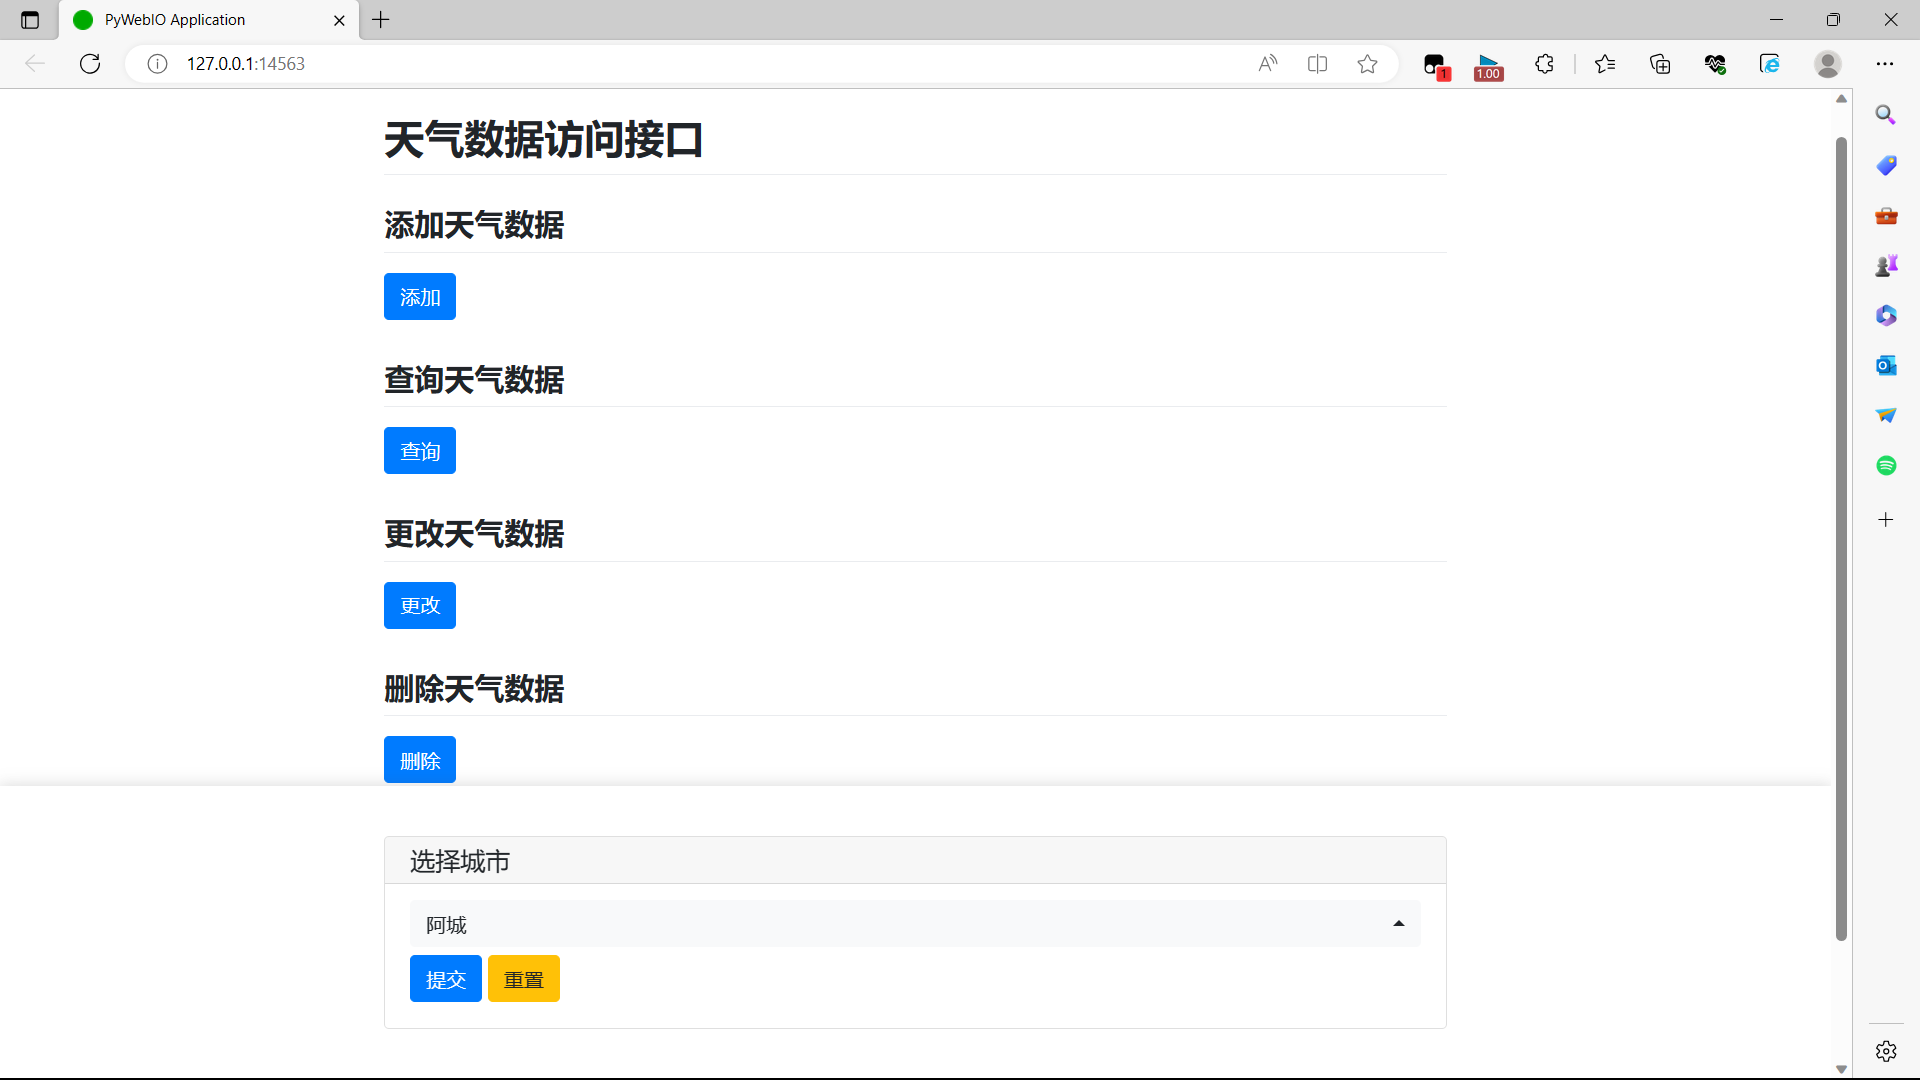 PyWebIO Application
127.0.0.1:14563
1
1.00
天气数据访问接口
添加天气数据
添加
查询天气数据
查询
更改天气数据
更改
删除天气数据
删除
选择城市
阿城
提交 重置